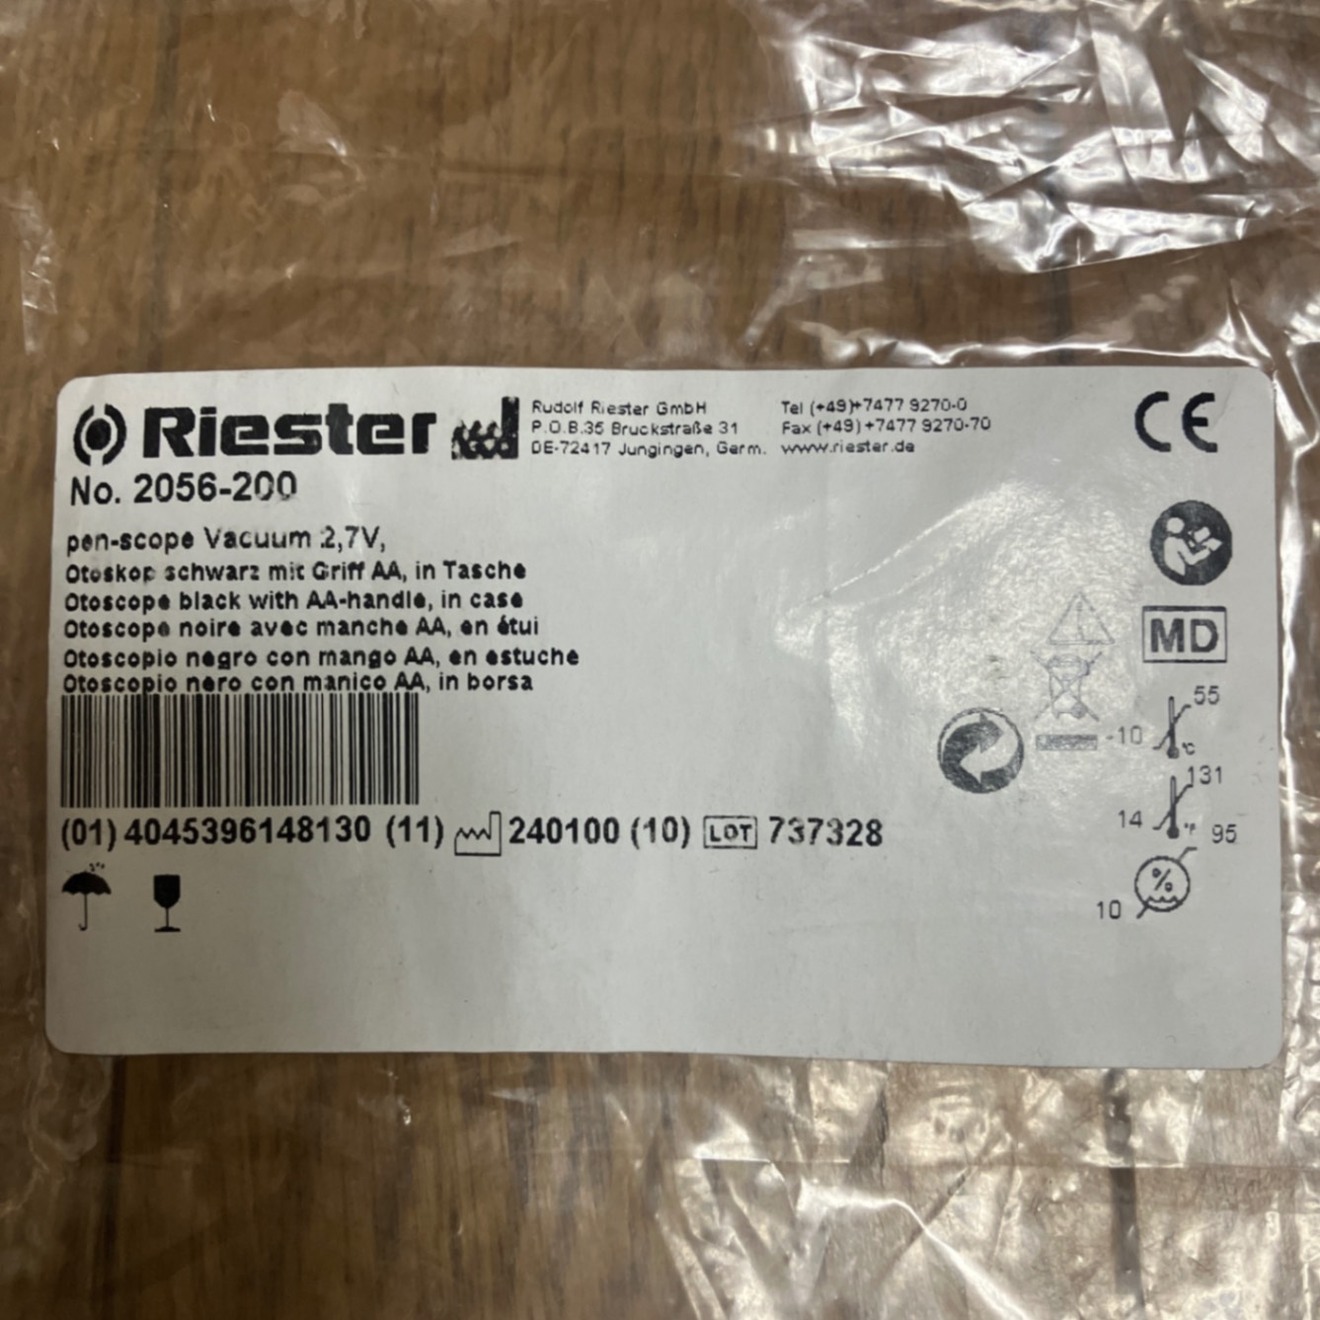 Riester
Rudolf Riester GmbH
P.O.B.35 Bruckstraße 31
DE-72417 Jungingen, Germ.
Tel (+49)+7477 9270-0
Fax (+49)+7477 9270-70
www.riester.de
CE
No. 2056-200
pen-scope Vacuum 2,7V,
Otoskop schwarz mit Griff AA, in Tasche
Otoscope black with AA-handle, in case
Otoscope noire avec manche AA, en étui
Otoscopio negro con mango AA, en estuche
Otoscopio nero con manico AA, in borsa
MD
55
-10
°C
131
14
°F
95
%
10
(01) 4045396148130 (11) 240100 (10) LOT 737328